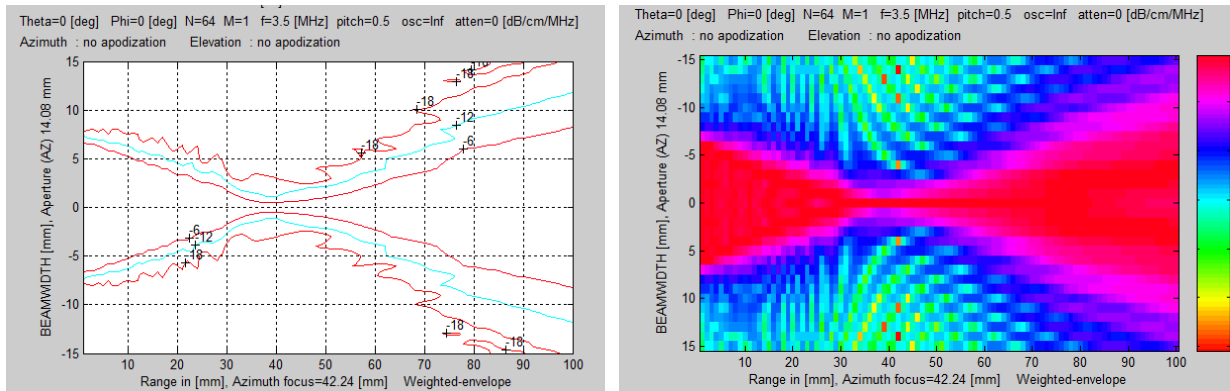 Theta=0 [deg] Phi=0 [deg] N=64 M=1 f=3.5 [MHz] pitch=0.5 osc=Inf atten=0 [dB/cm/MHz]
Azimuth : no apodization Elevation : no apodization
BEAMWIDTH [mm], Aperture (AZ) 14.08 mm
15
10
5
0
-5
-10
-15
-18
-18
-18
-12
-6
-6
-12
-18
-18
-18
10 20 30 40 50 60 70 80 90 100
Range in [mm], Azimuth focus=42.24 [mm] Weighted-envelope
Theta=0 [deg] Phi=0 [deg] N=64 M=1 f=3.5 [MHz] pitch=0.5 osc=Inf atten=0 [dB/cm/MHz]
Azimuth : no apodization Elevation : no apodization
BEAMWIDTH [mm], Aperture (AZ) 14.08 mm
-15
-10
-5
0
5
10
15
10 20 30 40 50 60 70 80 90 100
Range in [mm], Azimuth focus=42.24 [mm] Weighted-envelope